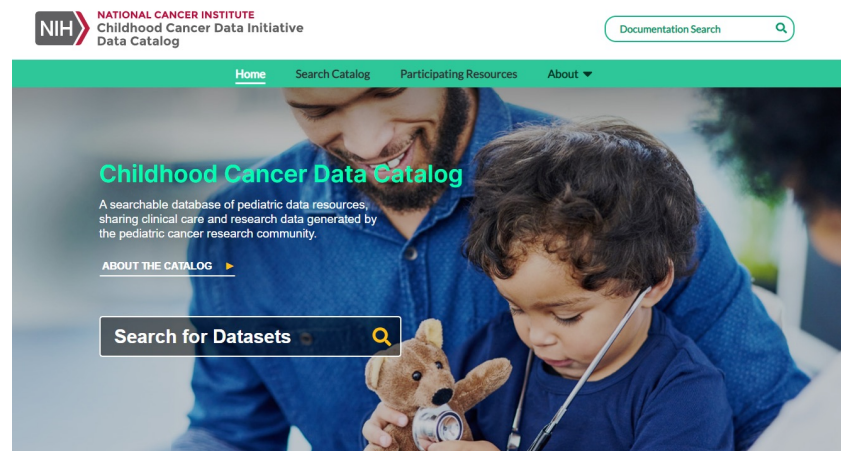 NIH
NATIONAL CANCER INSTITUTE
Childhood Cancer Data Initiative
Data Catalog
Documentation Search
Home Search Catalog Participating Resources About
Childhood Cancer Data Catalog
A searchable database of pediatric data resources,
sharing clinical care and research data generated by
the pediatric cancer research community.
ABOUT THE CATALOG
Search for Datasets